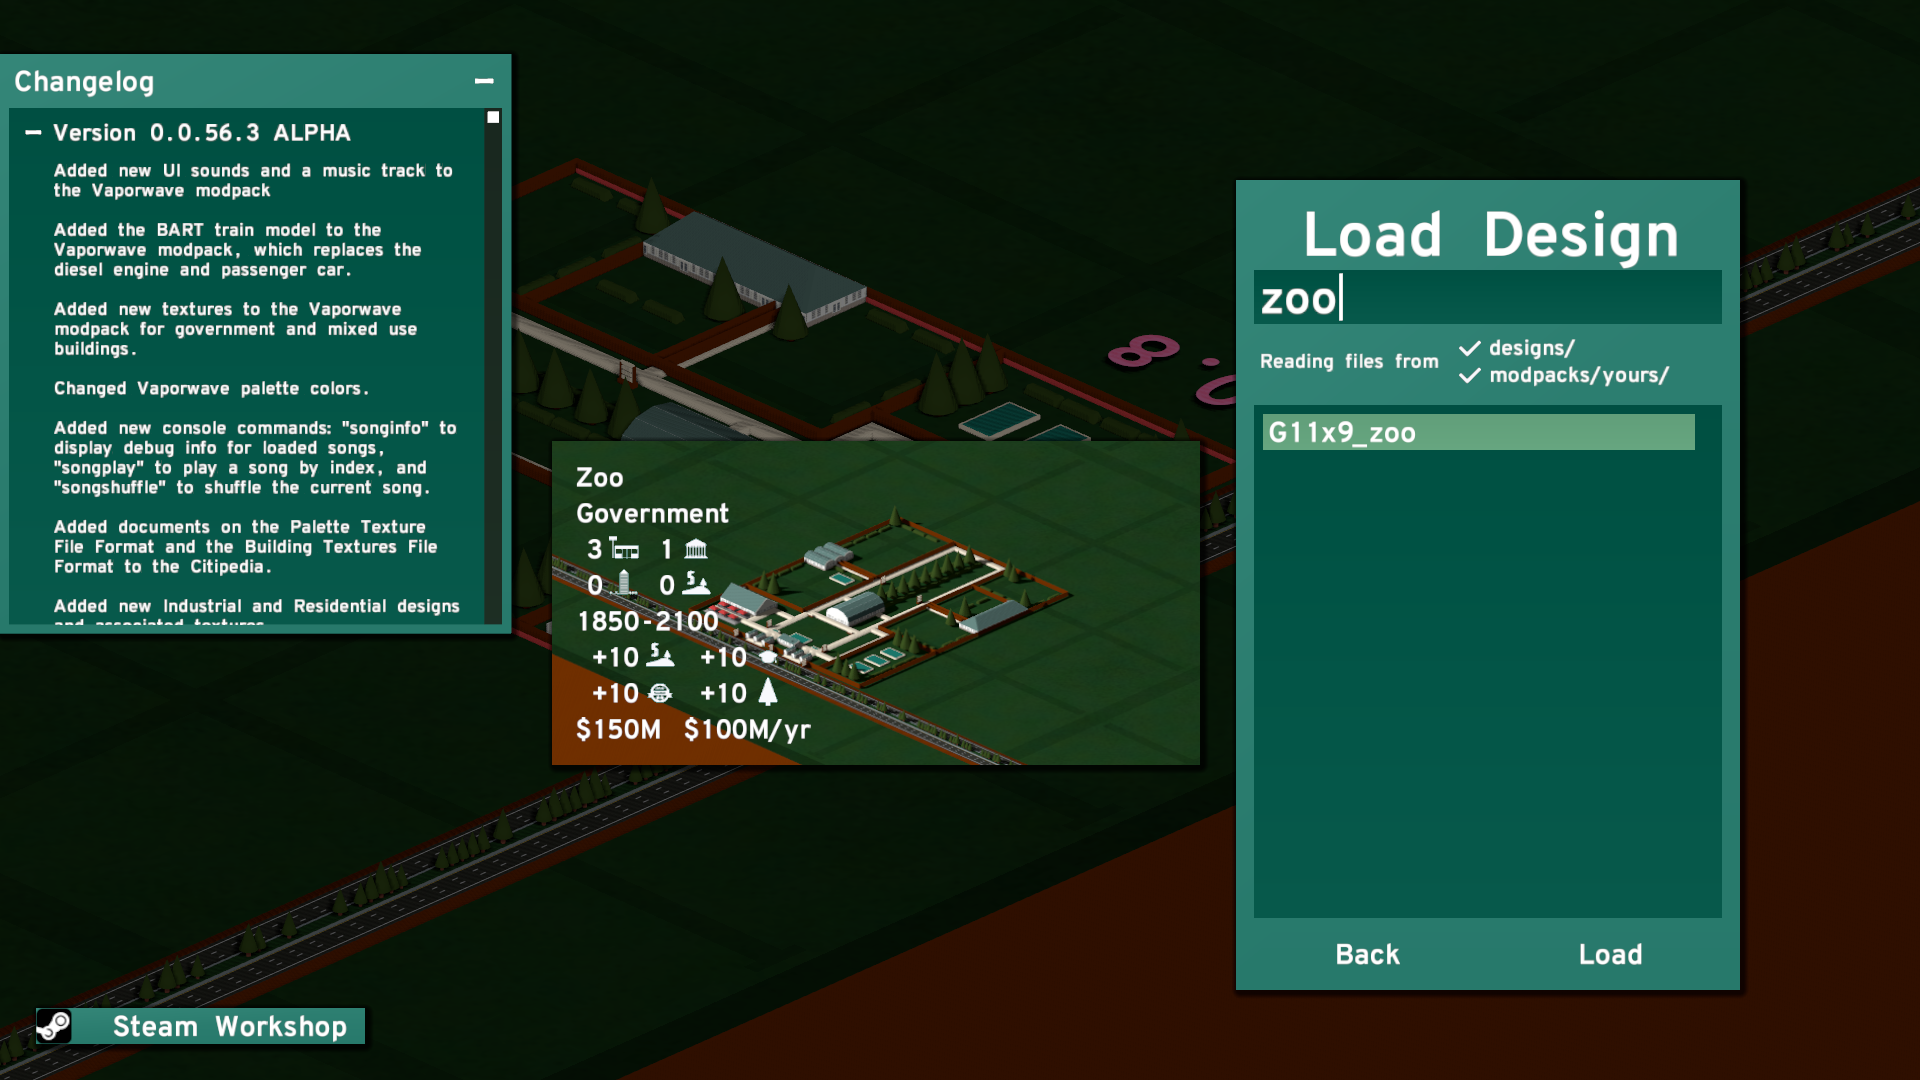 Changelog
Version 0.0.56.3 ALPHA
Added new UI sounds and a music track to
the Vaporwave modpack
Added the BART train model to the
Vaporwave modpack, which replaces the
diesel engine and passenger car.
Added new textures to the Vaporwave
modpack for government and mixed use
buildings.
Changed Vaporwave palette colors.
Added new console commands: "songinfo" to
display debug info for loaded songs,
"songplay" to play a song by index, and
"songshuffle" to shuffle the current song.
Added documents on the Palette Texture
File Format and the Building Textures File
Format to the Citipedia.
Added new Industrial and Residential designs
and associated textures
Zoo
Government
3 1
0 0
1850-2100
+10 +10
+10 +10
$150M $100M/yr
Load Design
zoo
Reading files from
designs/
modpacks/yours/
G11x9_zoo
Back Load
Steam Workshop